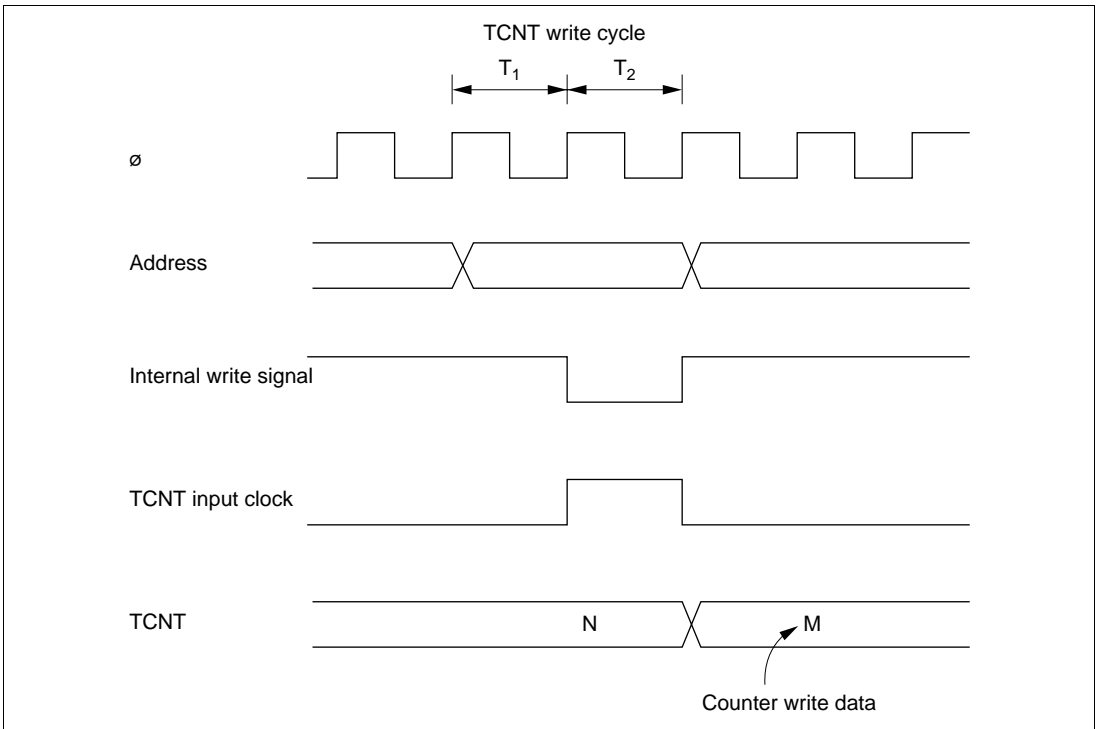 TCNT write cycle
T₁ T₂
ø
Address
Internal write signal
TCNT input clock
TCNT N M
Counter write data